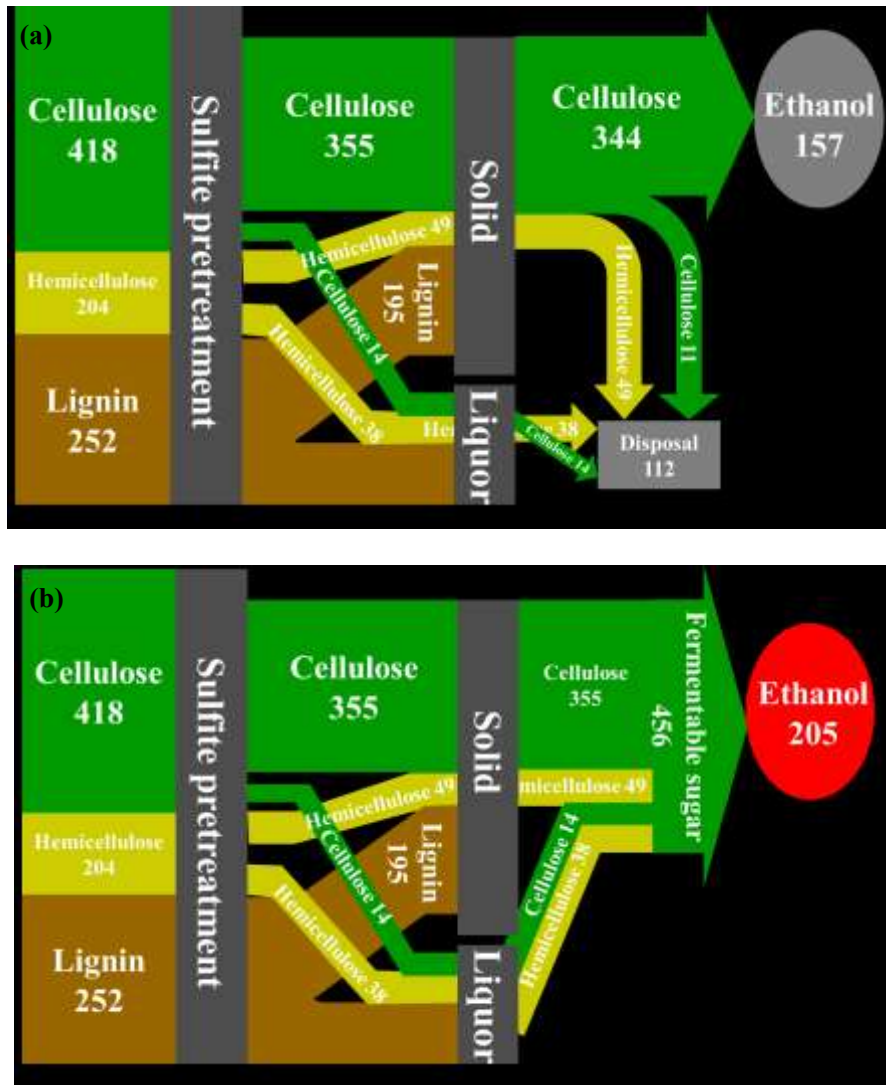 (a)
Cellulose
418
Hemicellulose
204
Lignin
252
Sulfite pretreatment
Cellulose
355
Hemicellulose 49
Cellulose 14
Lignin
195
Hemicellulose 38
Solid
Liquor
Cellulose
344
Hemicellulose 49
Cellulose 11
38
Cellulose 14
Disposal
112
Ethanol
157
(b)
Cellulose
418
Hemicellulose
204
Lignin
252
Sulfite pretreatment
Cellulose
355
Hemicellulose 49
Cellulose 14
Lignin
195
Hemicellulose 38
Solid
Liquor
Cellulose
355
emicellulose 49
Cellulose 14
Hemicellulose 38
456
Fermentable sugar
Ethanol
205